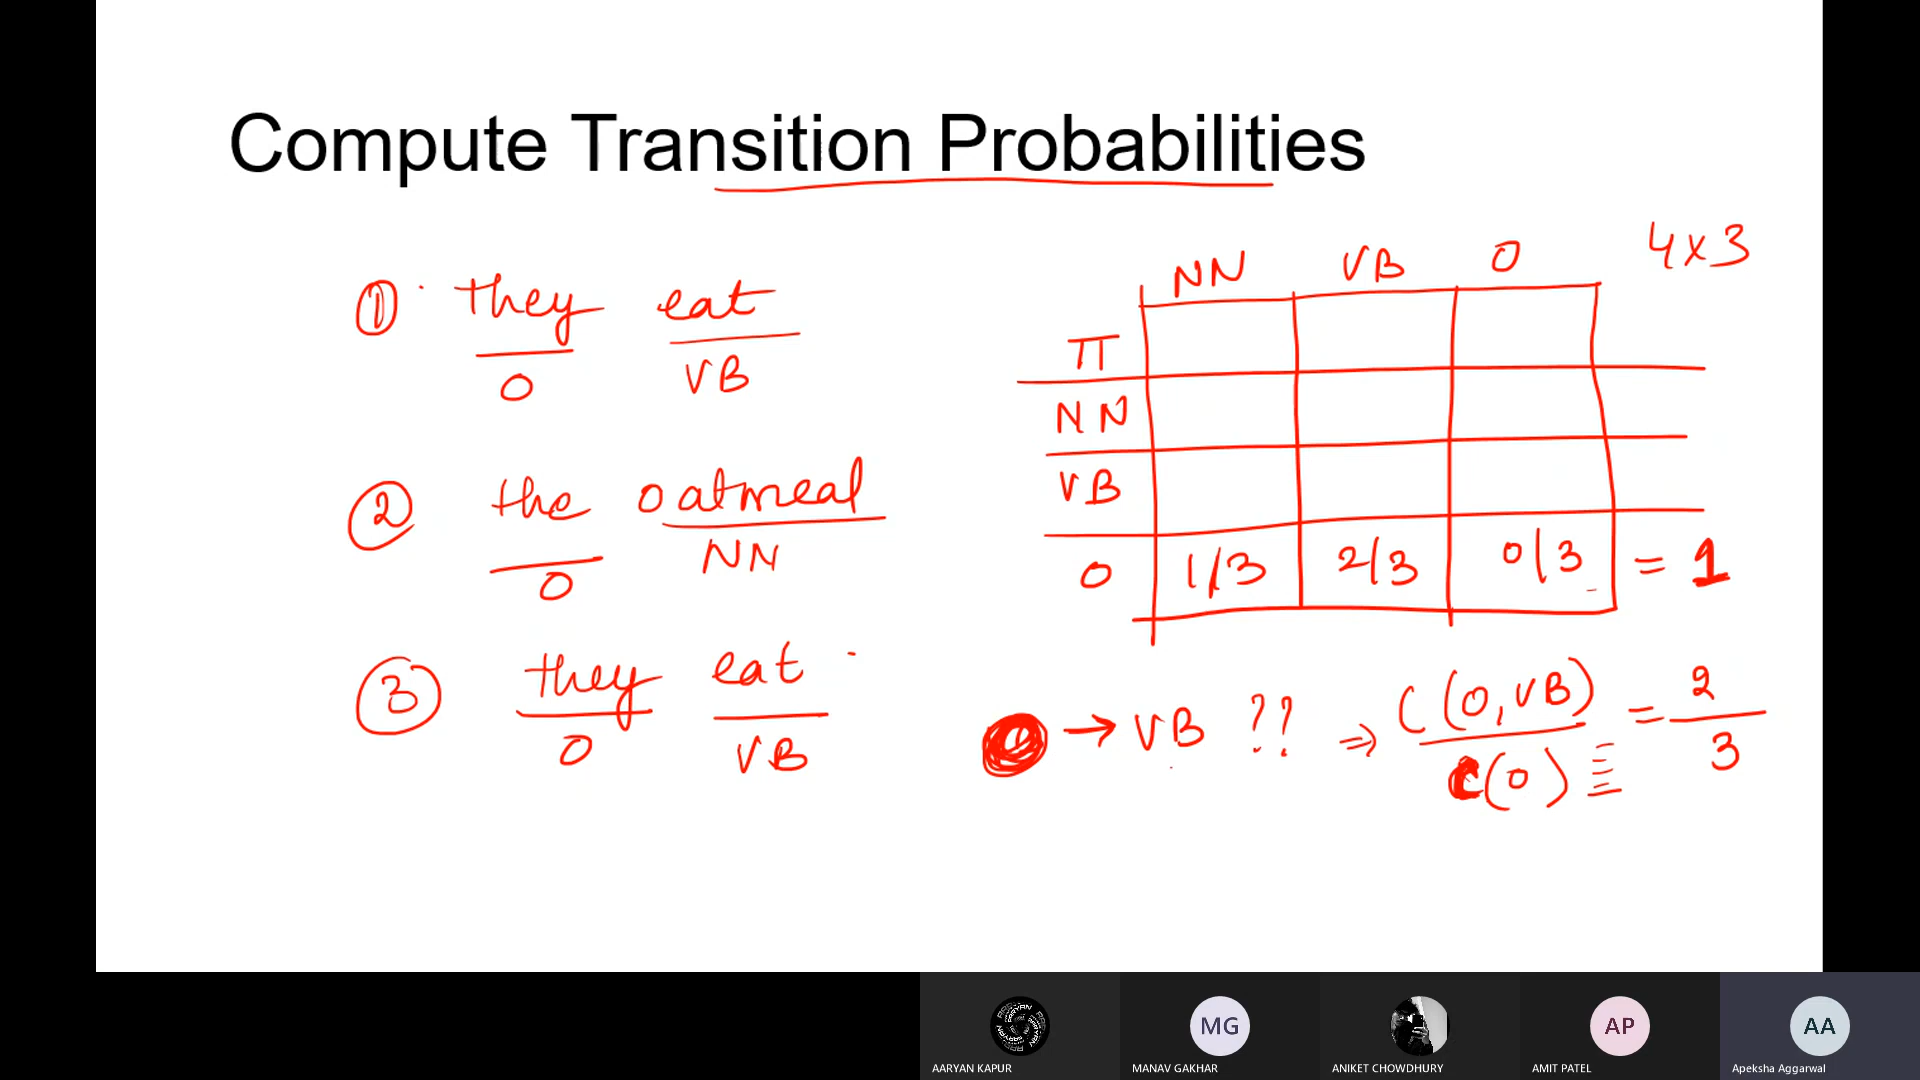 Compute Transition Probabilities
① they eat
O VB
② the oatmeal
O NN
③ they eat
O VB
NN VB O 4x3
π
NN
VB
O 1/3 2/3 0/3 = 1
O → VB ?? ⇒ C(O,VB) / C(O) = 2/3
AARYAN KAPUR
MG
MANAV GAKHAR
ANIKET CHOWDHURY
AP
AMIT PATEL
AA
Apeksha Aggarwal